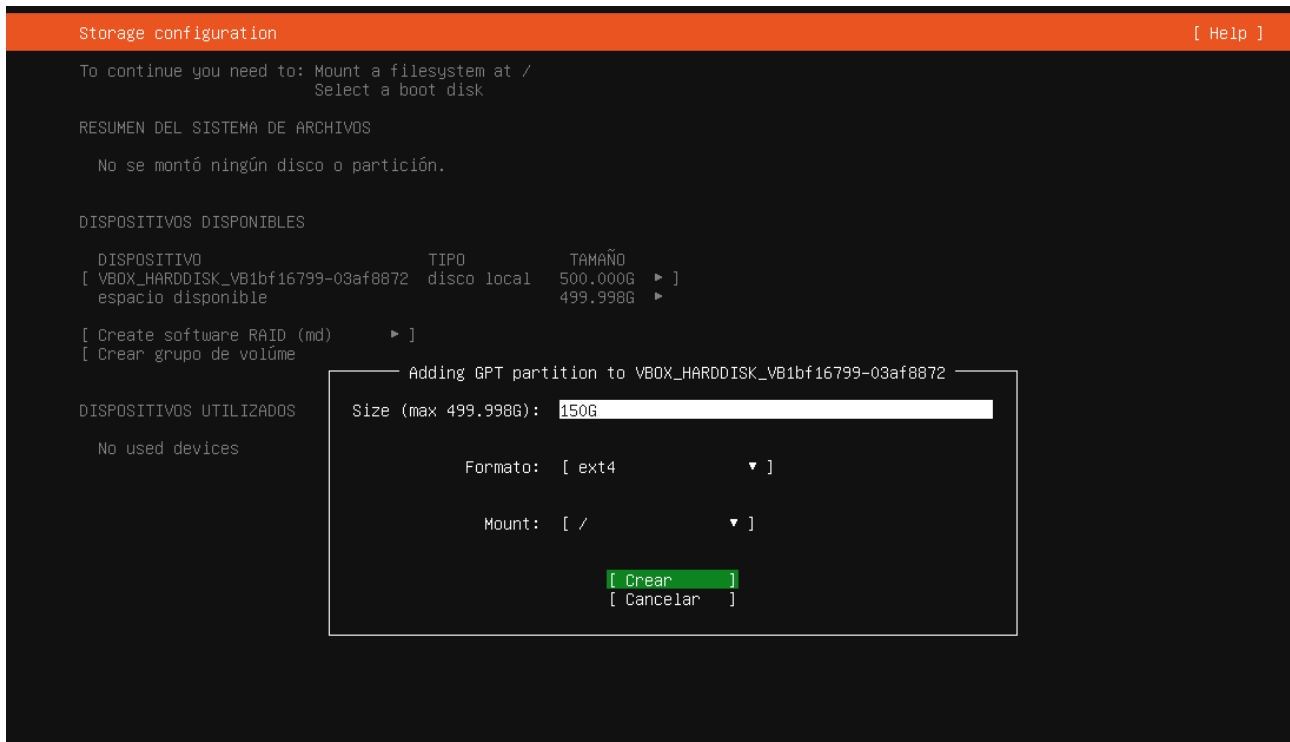 Storage configuration [ Help ]
To continue you need to: Mount a filesystem at /
Select a boot disk
RESUMEN DEL SISTEMA DE ARCHIVOS
No se montó ningún disco o partición.
DISPOSITIVOS DISPONIBLES
DISPOSITIVO TIPO TAMAÑO
[ VBOX_HARDDISK_VB1bf16799-03af8872 disco local 500.000G ▸ ]
espacio disponible 499.998G ▸
[ Create software RAID (md) ▸ ]
[ Crear grupo de volúme
Adding GPT partition to VBOX_HARDDISK_VB1bf16799-03af8872
DISPOSITIVOS UTILIZADOS
Size (max 499.998G): 150G
No used devices
Formato: [ ext4 ▾ ]
Mount: [ / ▾ ]
[ Crear ]
[ Cancelar ]